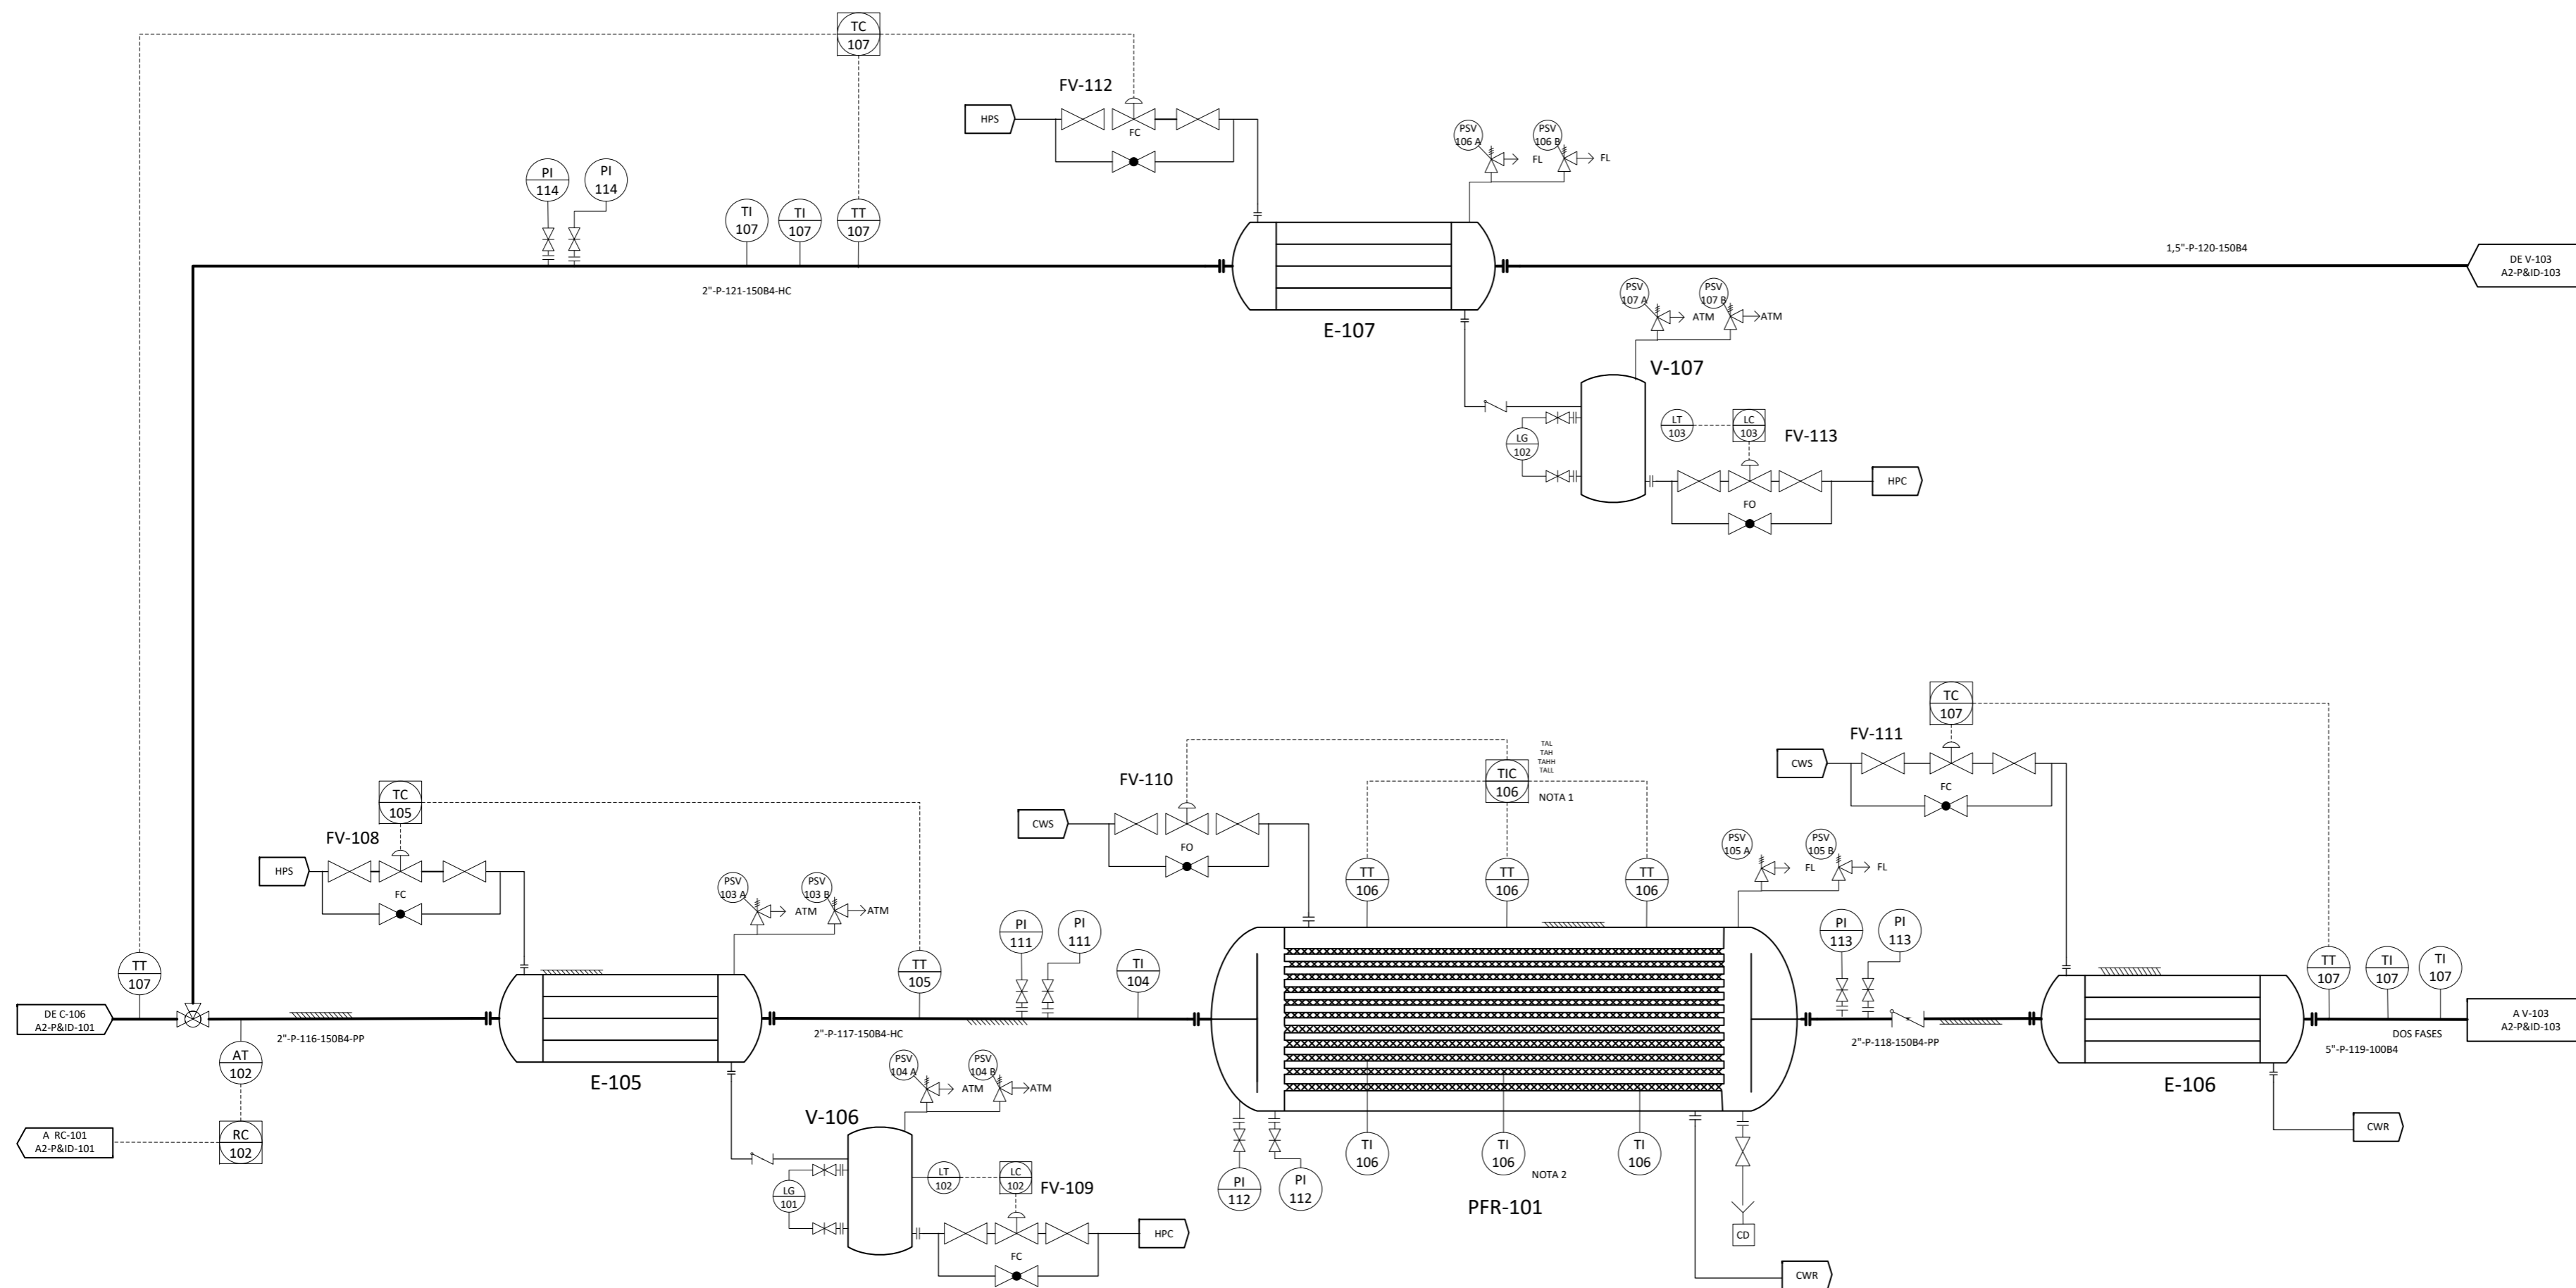 TC
107
FV-112
HPS
FC
PSV
106 A
PSV
106 B
FL
FL
PI
114
PI
114
TI
107
TI
107
TT
107
2"-P-121-150B4-HC
E-107
1,5"-P-120-150B4
DE V-103
A2-P&ID-103
PSV
107 A
PSV
107 B
ATM
ATM
V-107
LG
102
LT
103
LC
103
FV-113
HPC
FO
TC
107
FV-111
CWS
FC
TAL
TAH
TAHH
TALL
TIC
106
NOTA 1
FV-110
CWS
FO
TC
105
FV-108
HPS
FC
PSV
103 A
PSV
103 B
ATM
ATM
TT
106
TT
106
TT
106
PSV
105 A
PSV
105 B
FL
FL
TT
107
TT
105
PI
111
PI
111
TI
104
PI
113
PI
113
TT
107
TI
107
TI
107
DE C-106
A2-P&ID-101
2"-P-116-150B4-PP
2"-P-117-150B4-HC
2"-P-118-150B4-PP
DOS FASES
5"-P-119-100B4
A V-103
A2-P&ID-103
AT
102
E-105
E-106
PSV
104 A
PSV
104 B
ATM
ATM
V-106
A RC-101
A2-P&ID-101
RC
102
LG
101
LT
102
LC
102
FV-109
HPC
FC
PI
112
PI
112
TI
106
TI
106
NOTA 2
TI
106
PFR-101
CD
CWR
CWR